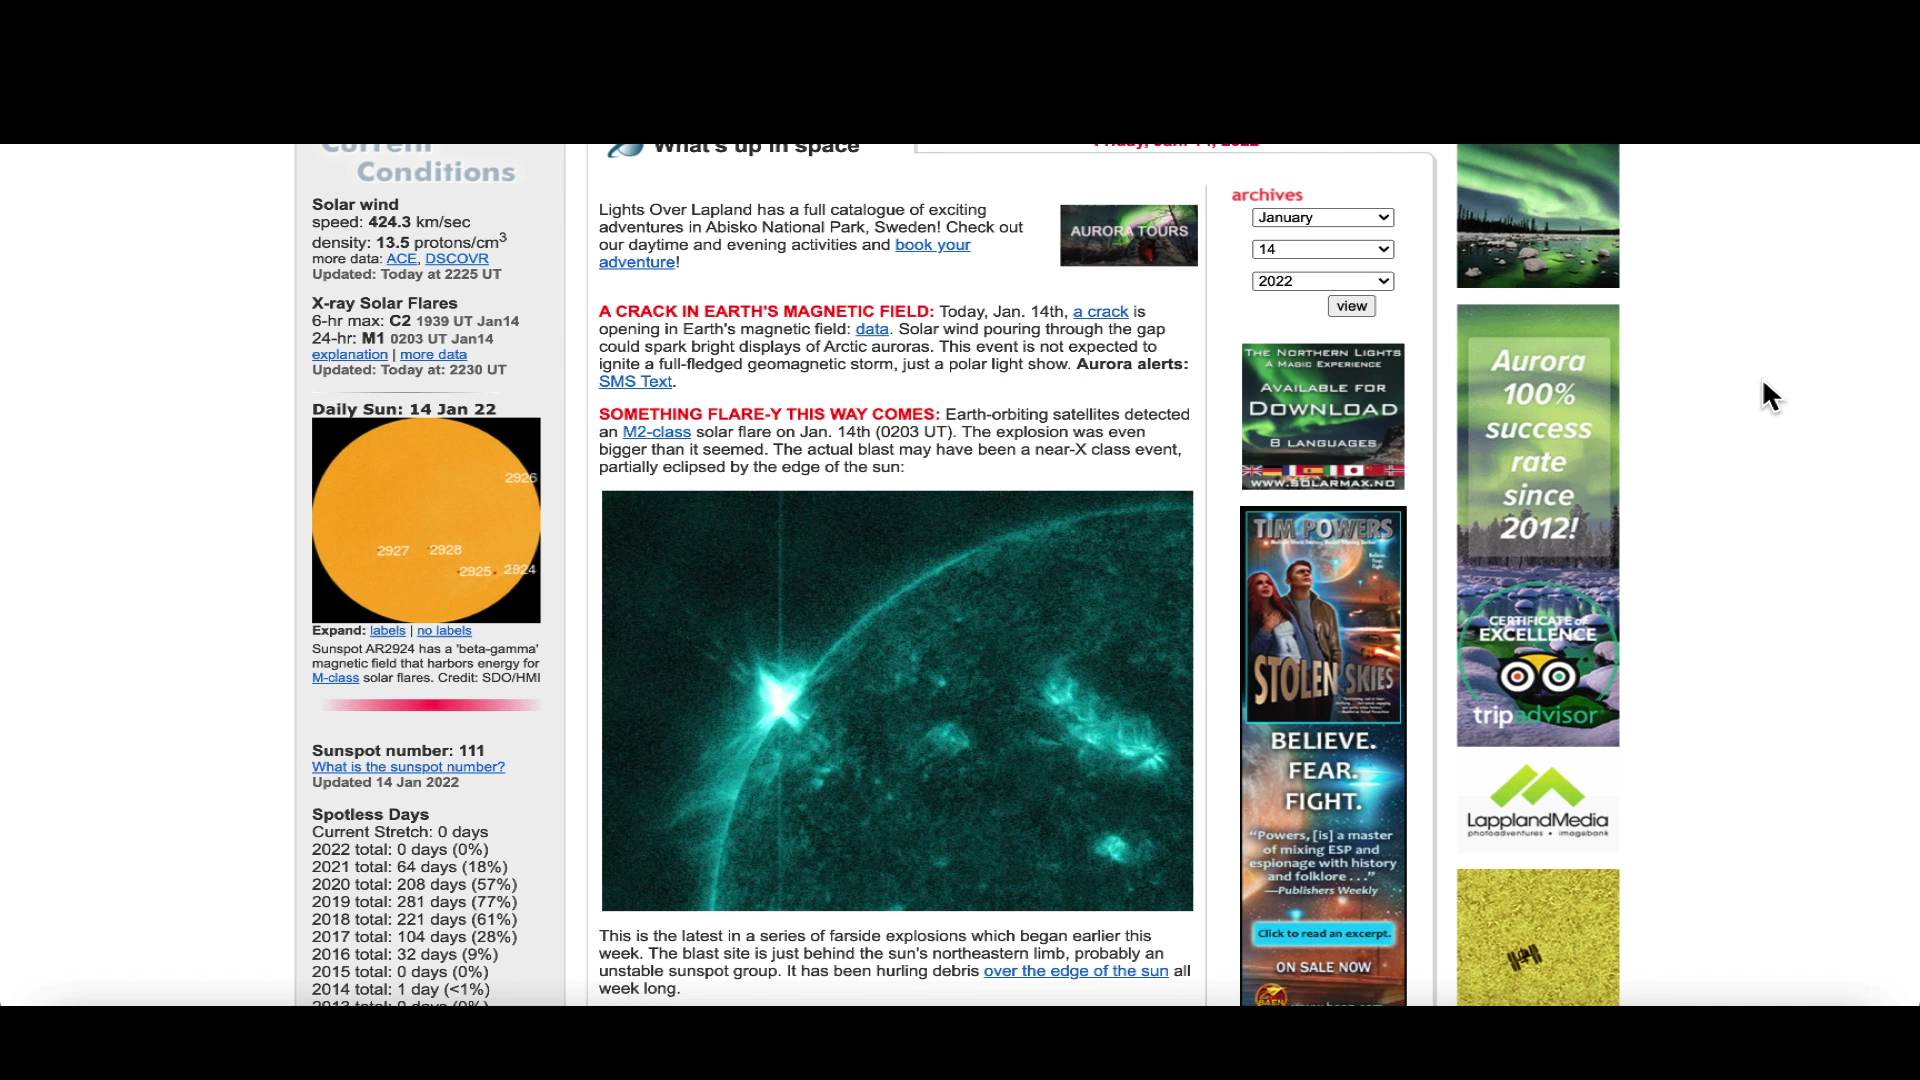 Current
Conditions
Solar wind
speed: 424.3 km/sec
density: 13.5 protons/cm3
more data: ACE, DSCOVR
Updated: Today at 2225 UT
X-ray Solar Flares
6-hr max: C2 1939 UT Jan14
24-hr: M1 0203 UT Jan14
explanation | more data
Updated: Today at: 2230 UT
Daily Sun: 14 Jan 22
2926
2927 2928
2925 2924
Expand: labels | no labels
Sunspot AR2924 has a 'beta-gamma'
magnetic field that harbors energy for
M-class solar flares. Credit: SDO/HMI
Sunspot number: 111
What is the sunspot number?
Updated 14 Jan 2022
Spotless Days
Current Stretch: 0 days
2022 total: 0 days (0%)
2021 total: 64 days (18%)
2020 total: 208 days (57%)
2019 total: 281 days (77%)
2018 total: 221 days (61%)
2017 total: 104 days (28%)
2016 total: 32 days (9%)
2015 total: 0 days (0%)
2014 total: 1 day (<1%)
2013 total: 0 days (0%)
What's up in space
Friday, Jan. 14, 2022
Lights Over Lapland has a full catalogue of exciting
adventures in Abisko National Park, Sweden! Check out
our daytime and evening activities and book your
adventure!
AURORA TOURS
A CRACK IN EARTH'S MAGNETIC FIELD: Today, Jan. 14th, a crack is
opening in Earth's magnetic field: data. Solar wind pouring through the gap
could spark bright displays of Arctic auroras. This event is not expected to
ignite a full-fledged geomagnetic storm, just a polar light show. Aurora alerts:
SMS Text.
SOMETHING FLARE-Y THIS WAY COMES: Earth-orbiting satellites detected
an M2-class solar flare on Jan. 14th (0203 UT). The explosion was even
bigger than it seemed. The actual blast may have been a near-X class event,
partially eclipsed by the edge of the sun:
This is the latest in a series of farside explosions which began earlier this
week. The blast site is just behind the sun's northeastern limb, probably an
unstable sunspot group. It has been hurling debris over the edge of the sun all
week long.
archives
January
14
2022
view
THE NORTHERN LIGHTS
A MAGIC EXPERIENCE
AVAILABLE FOR
DOWNLOAD
8 LANGUAGES
WWW.SOLARMAX.NO
TIM POWERS
STOLEN SKIES
BELIEVE.
FEAR.
FIGHT.
"Powers, [is] a master
of mixing ESP and
espionage with history
and folklore . . ."
—Publishers Weekly
Click to read an excerpt.
ON SALE NOW
BAEN
www.baen.com
Aurora
100%
success
rate
since
2012!
CERTIFICATE of
EXCELLENCE
tripadvisor
LapplandMedia
photoadventures • imagebank